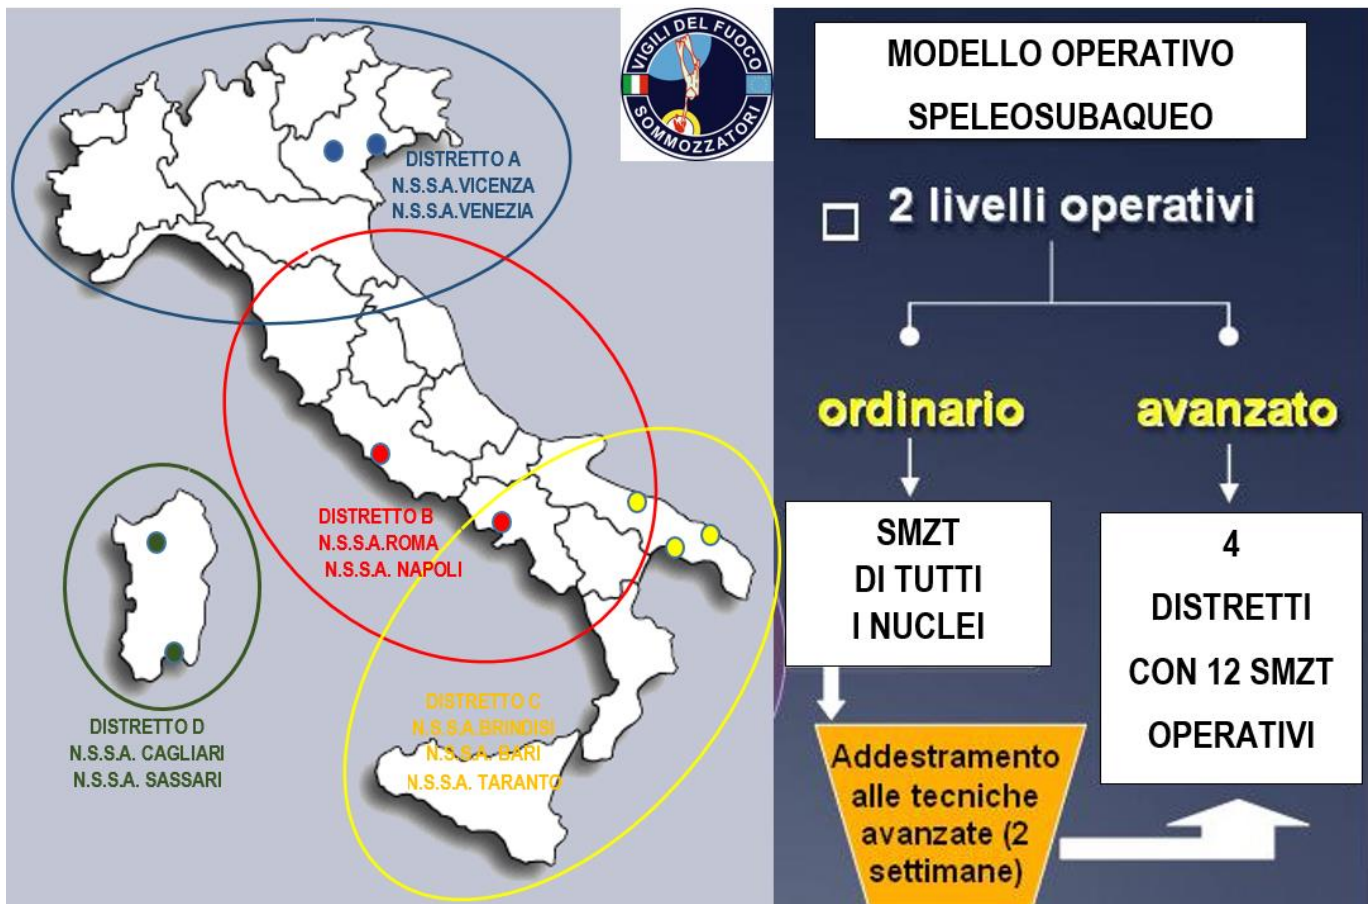 VIGILI DEL FUOCO
SOMMOZZATORI
DISTRETTO A
N.S.S.A.VICENZA
N.S.S.A.VENEZIA
DISTRETTO B
N.S.S.A.ROMA
N.S.S.A. NAPOLI
DISTRETTO C
N.S.S.A.BRINDISI
N.S.S.A. BARI
N.S.S.A. TARANTO
DISTRETTO D
N.S.S.A. CAGLIARI
N.S.S.A. SASSARI
MODELLO OPERATIVO
SPELEOSUBAQUEO
2 livelli operativi
ordinario
avanzato
SMZT
DI TUTTI
I NUCLEI
4
DISTRETTI
CON 12 SMZT
OPERATIVI
Addestramento
alle tecniche
avanzate (2
settimane)